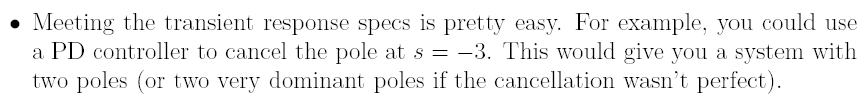 • Meeting the transient response specs is pretty easy. For example, you could use
a PD controller to cancel the pole at s = −3. This would give you a system with
two poles (or two very dominant poles if the cancellation wasn't perfect).